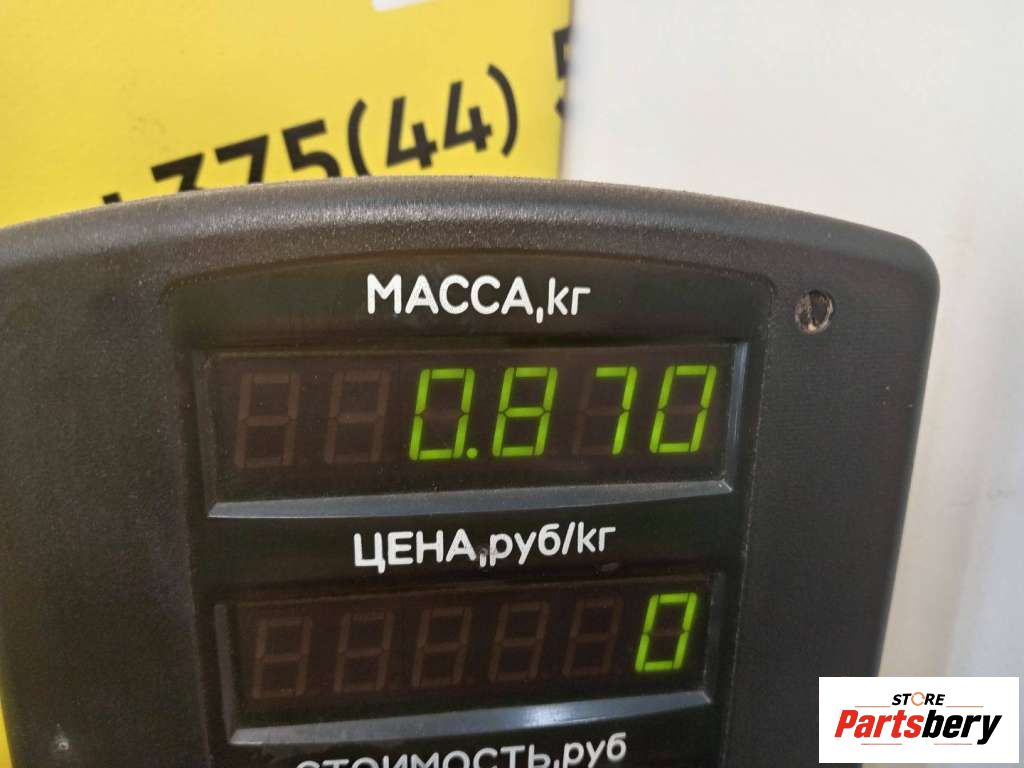 375(44)
МАССА,кг
0.870
ЦЕНА,руб/кг
0
СТОИМОСТЬ,руб
STORE
Partsbery